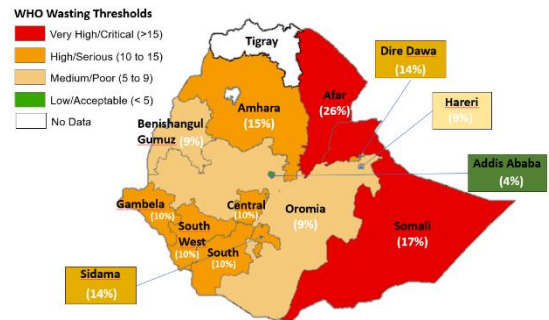 WHO Wasting Thresholds
Very High/Critical (>15)
High/Serious (10 to 15)
Medium/Poor (5 to 9)
Low/Acceptable (< 5)
No Data
Tigray
Dire Dawa
(14%)
Afar
(26%)
Hareri
(9%)
Amhara
(15%)
Benishangul
Gumuz (9%)
Addis Ababa
(4%)
Gambela
(10%)
Central
(10%)
Oromia
(9%)
South
West
(10%)
South
(10%)
Somali
(17%)
Sidama
(14%)